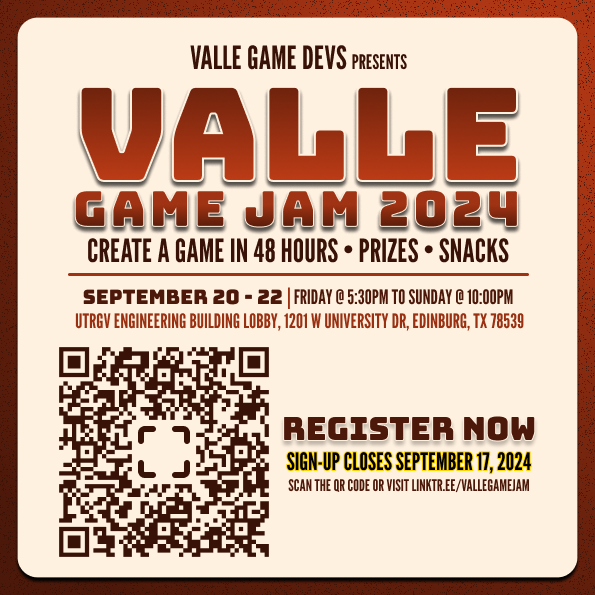 VALLE GAME DEVS PRESENTS
VALLE
GAME JAM 2024
CREATE A GAME IN 48 HOURS • PRIZES • SNACKS
SEPTEMBER 20 - 22 | FRIDAY @ 5:30PM TO SUNDAY @ 10:00PM
UTRGV ENGINEERING BUILDING LOBBY, 1201 W UNIVERSITY DR, EDINBURG, TX 78539
REGISTER NOW
SIGN-UP CLOSES SEPTEMBER 17, 2024
SCAN THE QR CODE OR VISIT LINKTR.EE/VALLEGAMEJAM